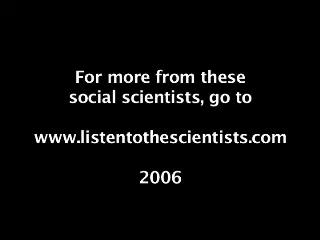 For more from these
social scientists, go to
www.listentothescientists.com
2006